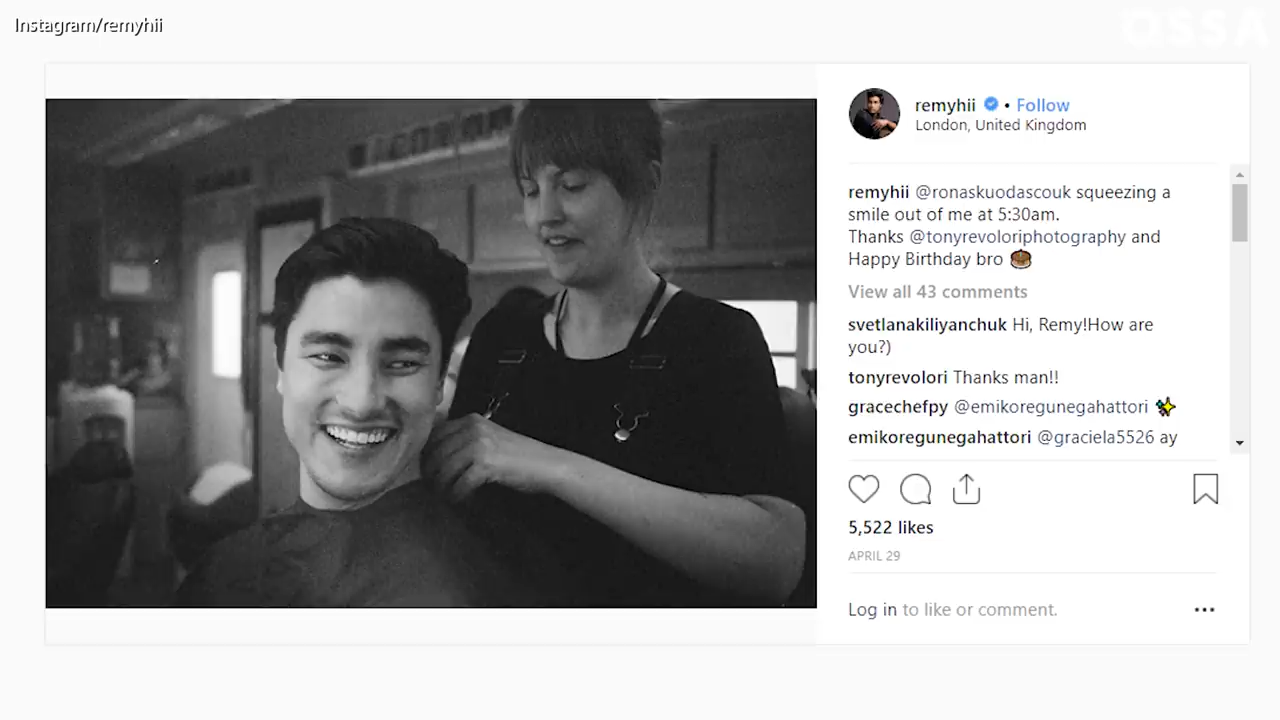 Instagram/remyhii
QSSA
remyhii • Follow
London, United Kingdom
remyhii @ronaskuodascouk squeezing a
smile out of me at 5:30am.
Thanks @tonyrevoloriphotography and
Happy Birthday bro 🎂
View all 43 comments
svetlanakiliyanchuk Hi, Remy!How are
you?)
tonyrevolori Thanks man!!
gracechefpy @emikoregunegahattori ✨
emikoregunegahattori @graciela5526 ay
5,522 likes
APRIL 29
Log in to like or comment.